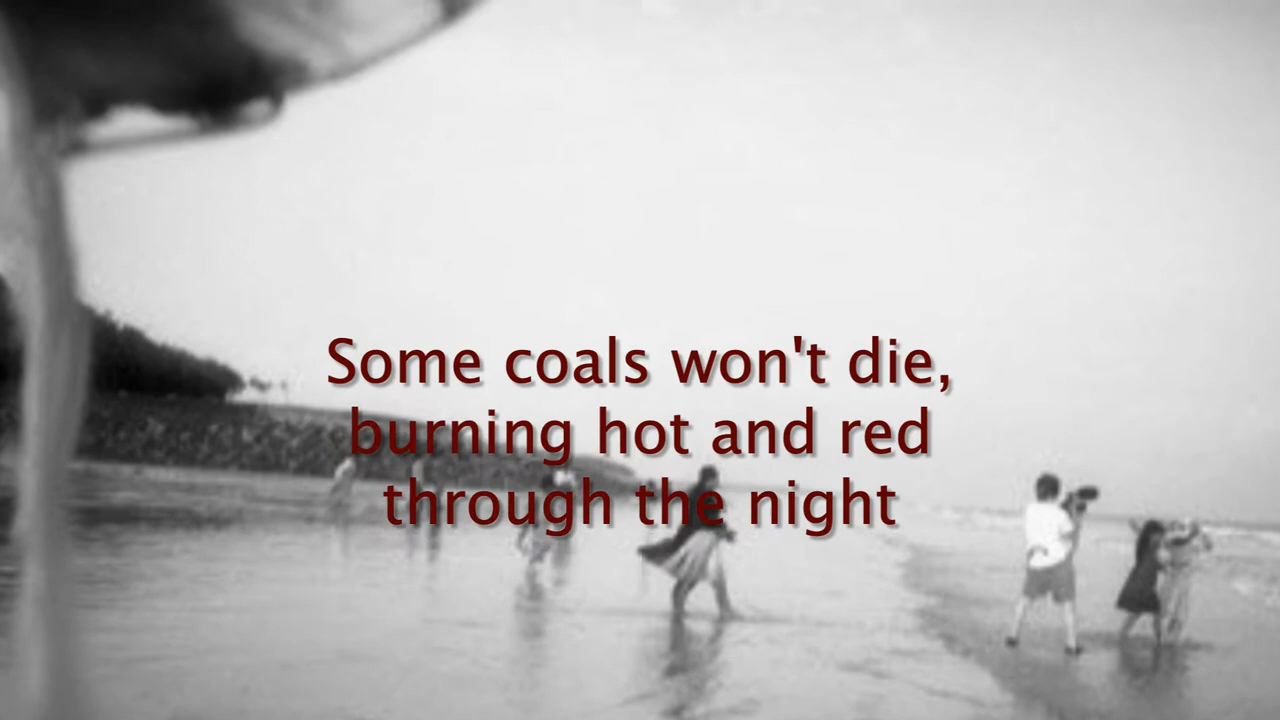 Some coals won't die,
burning hot and red
through the night